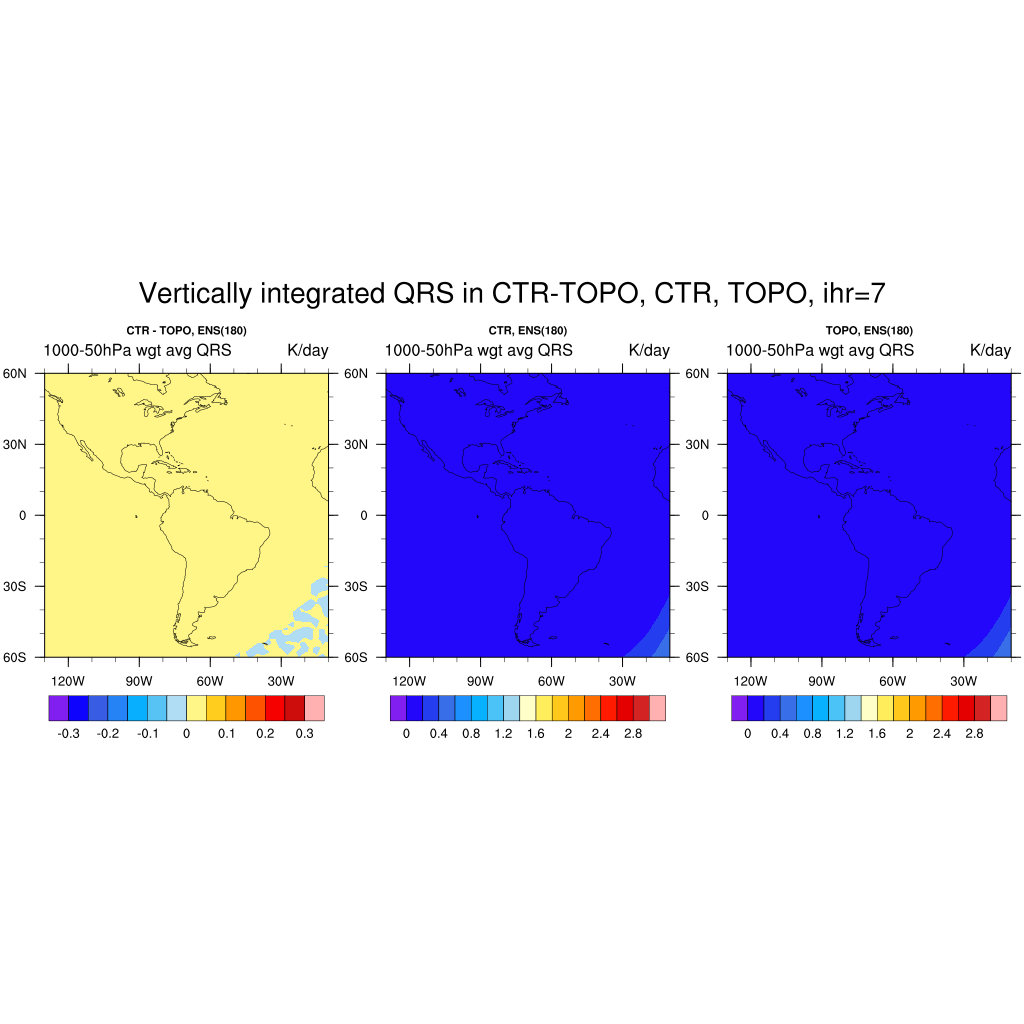 Vertically integrated QRS in CTR-TOPO, CTR, TOPO, ihr=7
CTR - TOPO, ENS(180)
1000-50hPa wgt avg QRS K/day
60N
30N
0
30S
60S
120W 90W 60W 30W
-0.3 -0.2 -0.1 0 0.1 0.2 0.3
CTR, ENS(180)
1000-50hPa wgt avg QRS K/day
60N
30N
0
30S
60S
120W 90W 60W 30W
0 0.4 0.8 1.2 1.6 2 2.4 2.8
TOPO, ENS(180)
1000-50hPa wgt avg QRS K/day
60N
30N
0
30S
60S
120W 90W 60W 30W
0 0.4 0.8 1.2 1.6 2 2.4 2.8